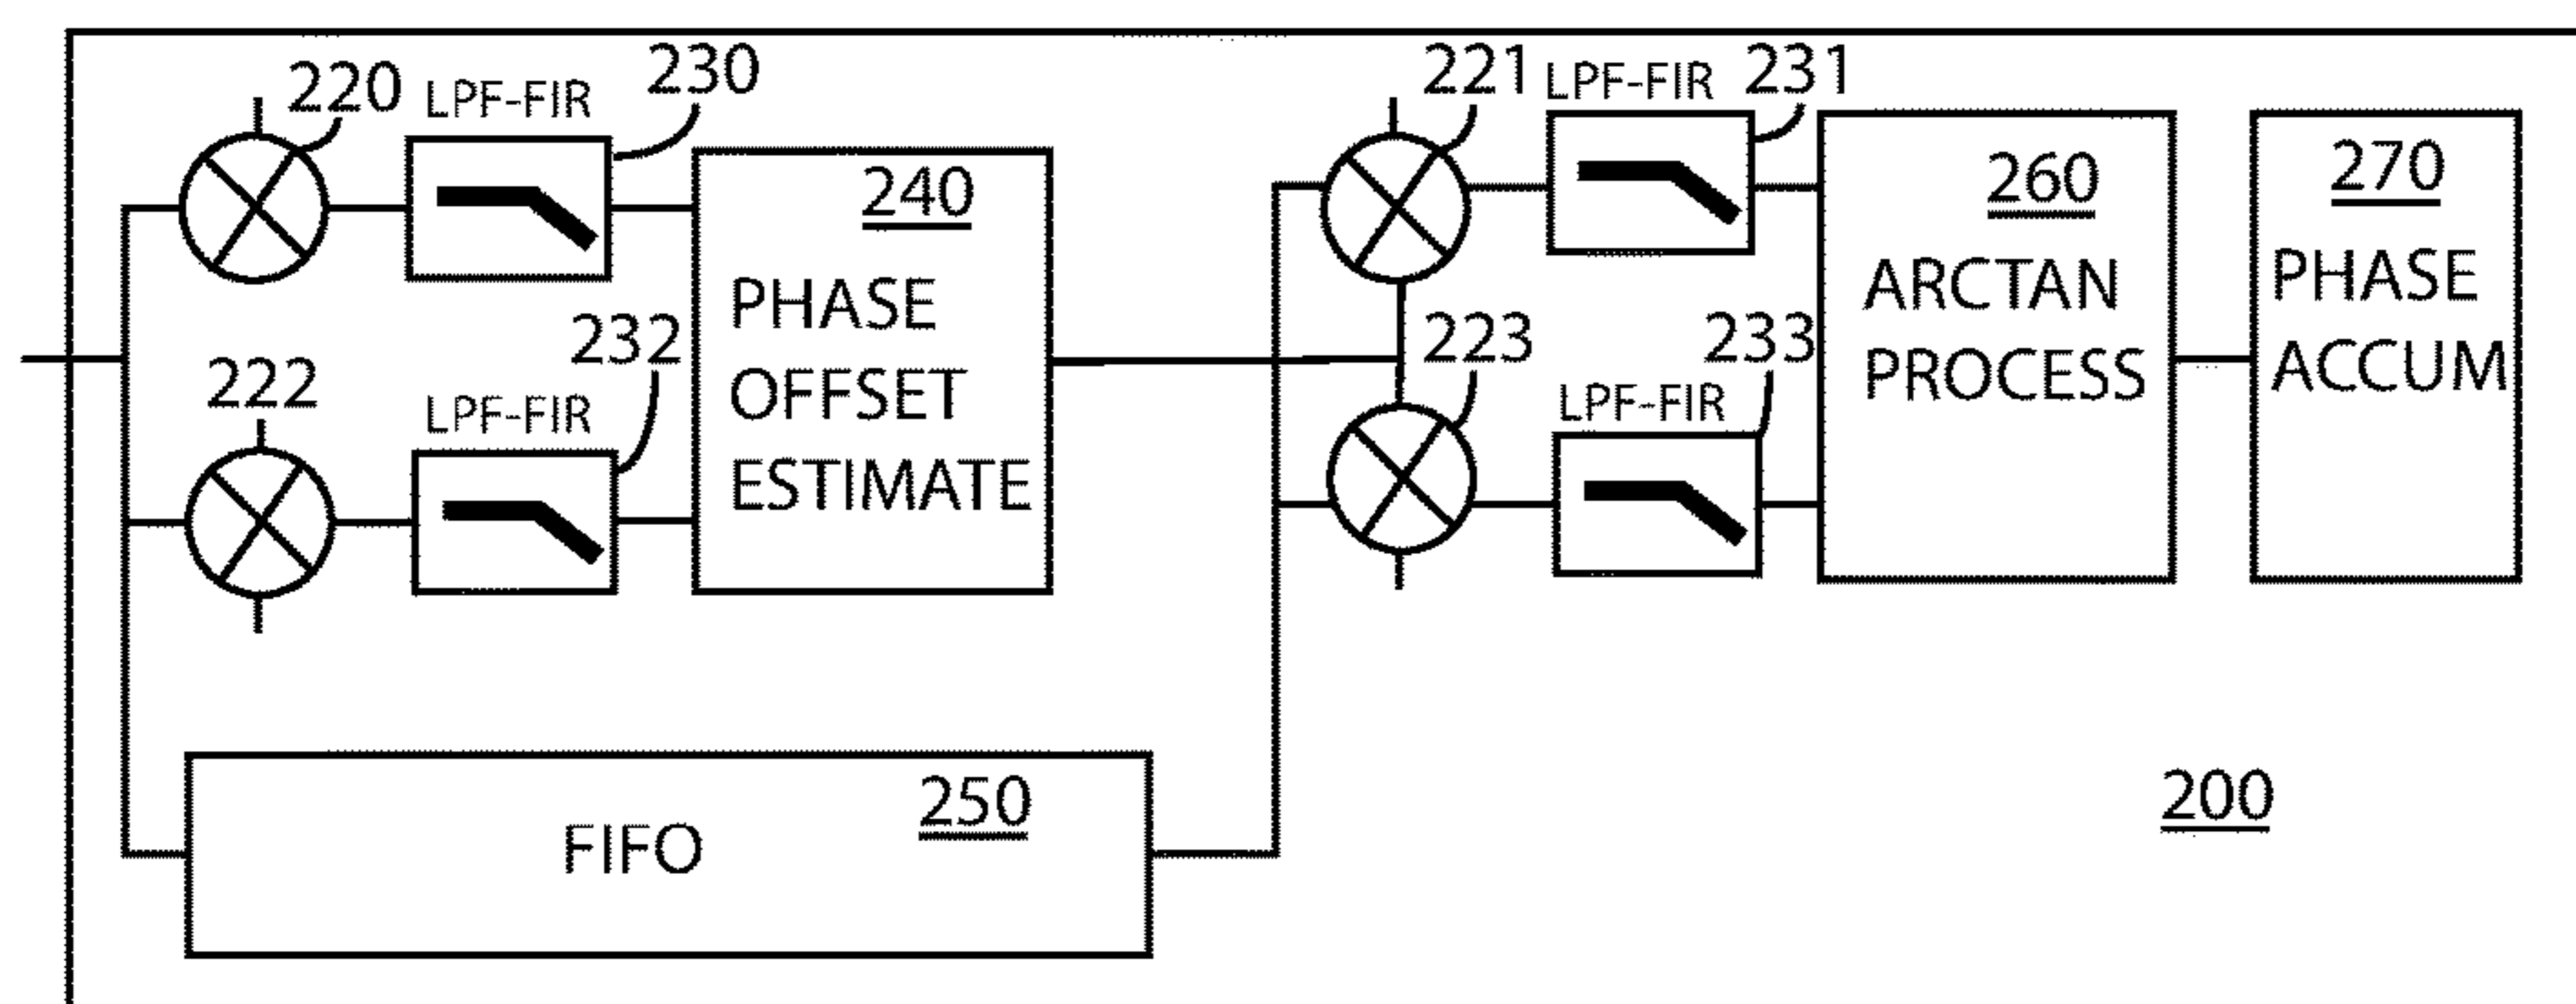 220
LPF-FIR
230
221
LPF-FIR
231
240
PHASE
OFFSET
ESTIMATE
260
ARCTAN
PROCESS
270
PHASE
ACCUM
222
LPF-FIR
232
223
LPF-FIR
233
250
FIFO
200